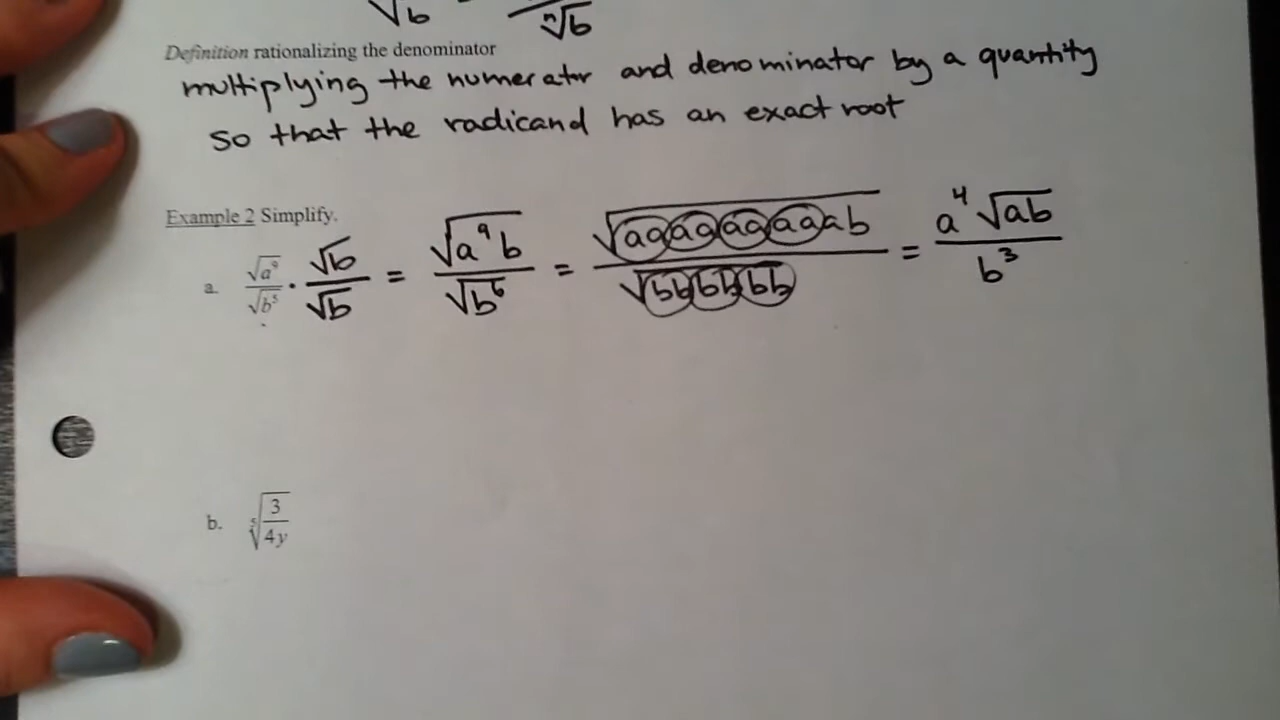 √b = ⁿ√b
Definition rationalizing the denominator
multiplying the numerator and denominator by a quantity
so that the radicand has an exact root
Example 2 Simplify.
a. √a⁹/√b⁵ · √b/√b = √a⁹b/√b⁶ = √aaaaaaaaab/√bbbbbb = a⁴√ab/b³
b. ⁵√3/4y